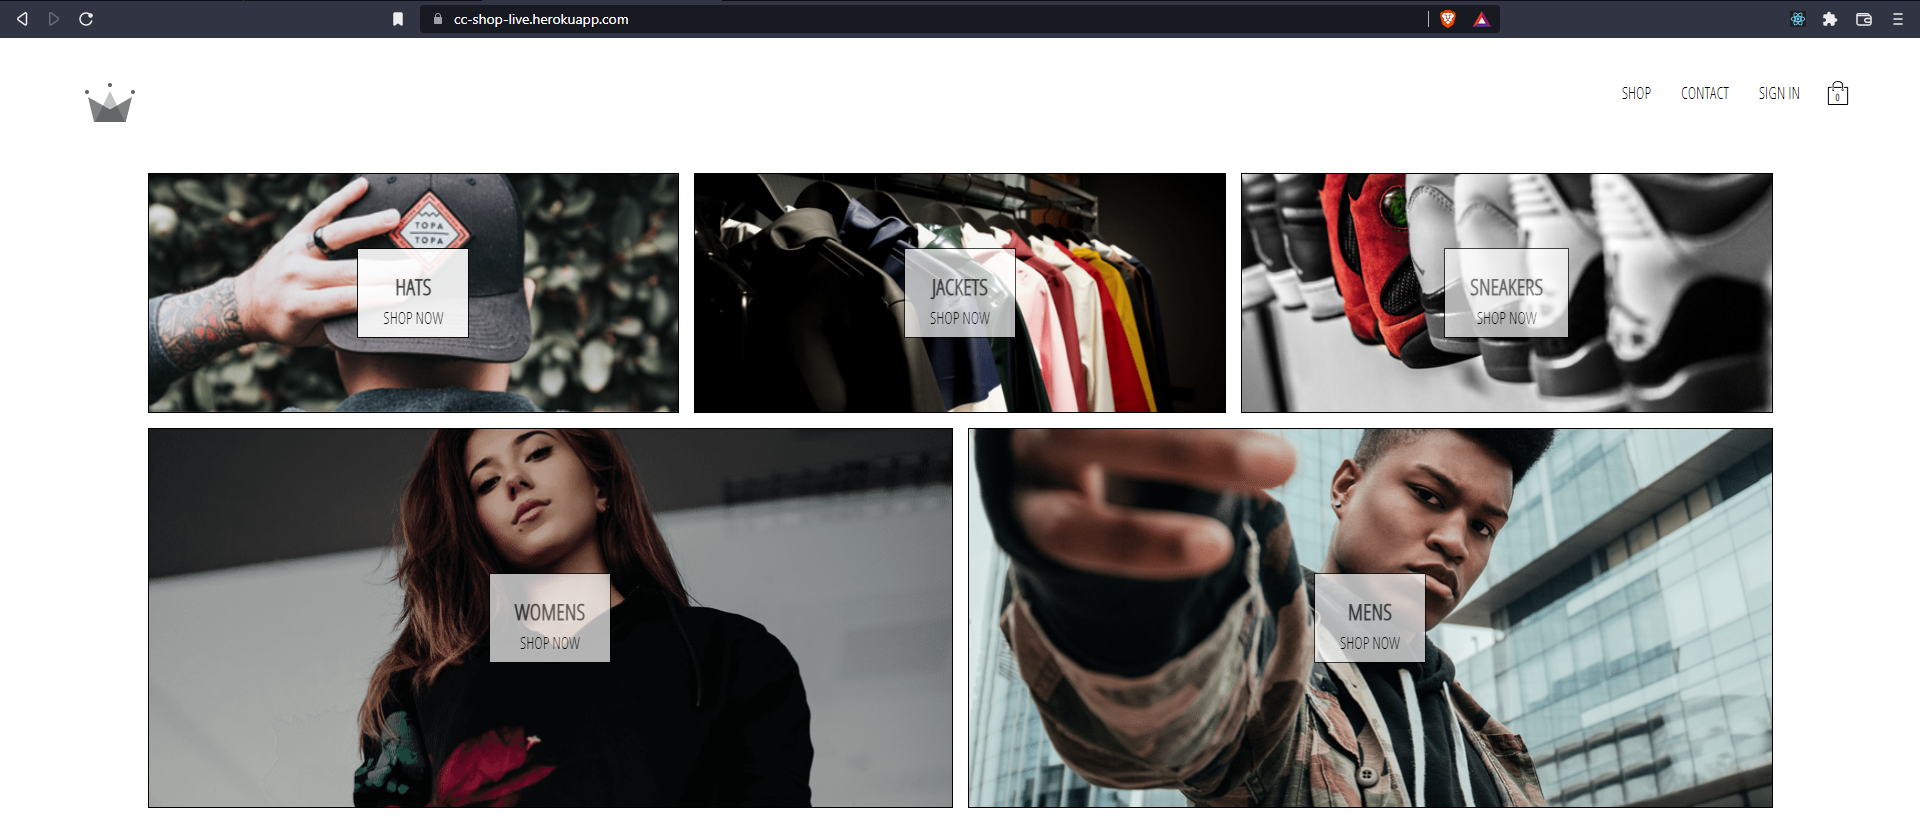 cc-shop-live.herokuapp.com
SHOP CONTACT SIGN IN 0
TOPA
TOPA
HATS
SHOP NOW
JACKETS
SHOP NOW
SNEAKERS
SHOP NOW
WOMENS
SHOP NOW
MENS
SHOP NOW